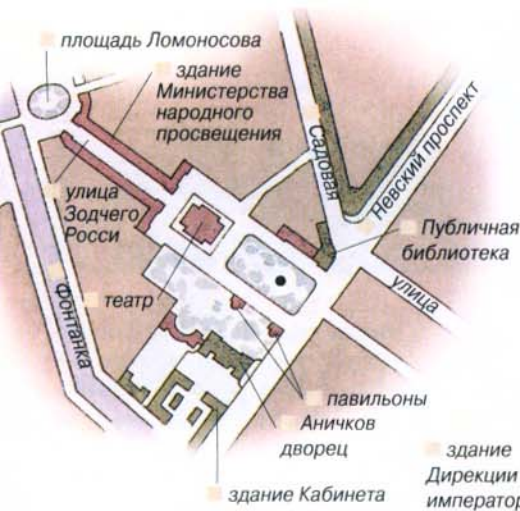 площадь Ломоносова
здание
Министерства
народного
просвещения
улица
Зодчего
Росси
театр
Фонтанка
Садовая
Невский проспект
Публичная
библиотека
улица
павильоны
Аничков
дворец
здание Кабинета
здание
Дирекции
император